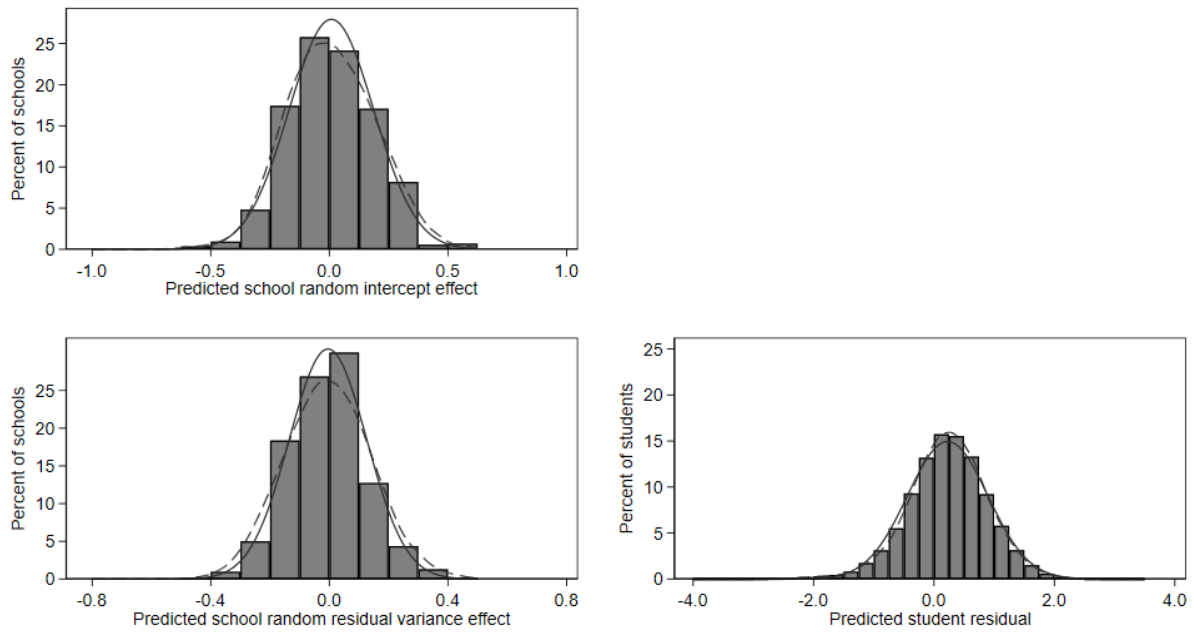 Percent of schools
25
20
15
10
5
0
-1.0 -0.5 0.0 0.5 1.0
Predicted school random intercept effect
Percent of schools
25
20
15
10
5
0
-0.8 -0.4 0.0 0.4 0.8
Predicted school random residual variance effect
Percent of students
25
20
15
10
5
0
-4.0 -2.0 0.0 2.0 4.0
Predicted student residual